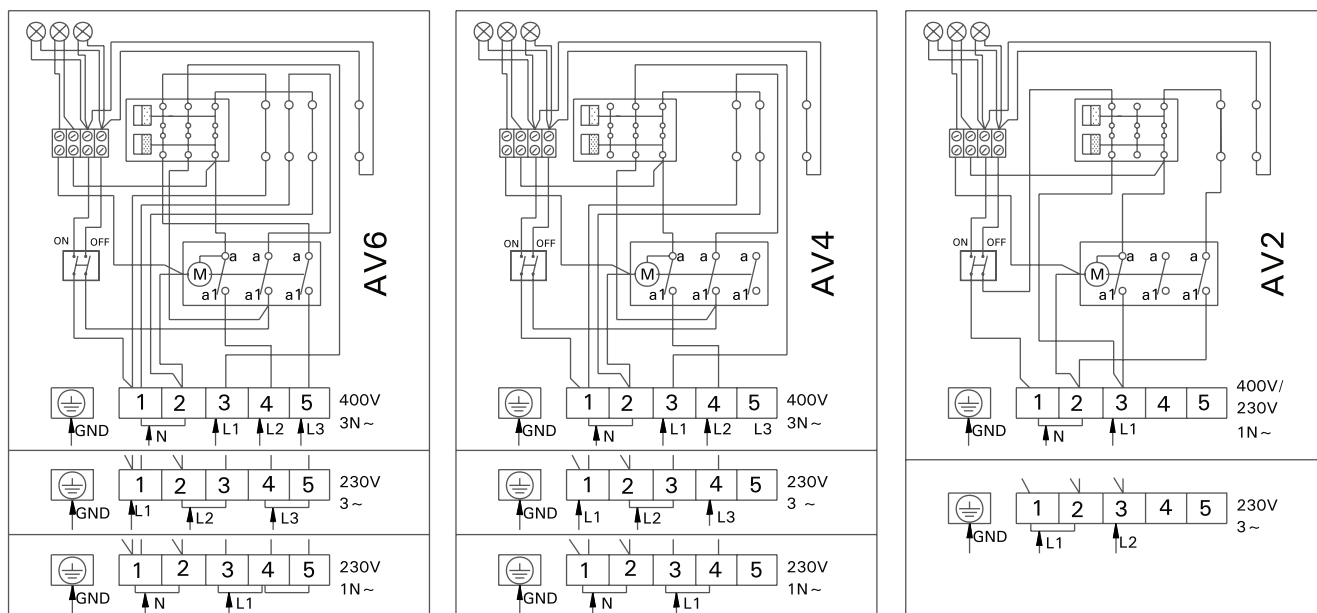 ON OFF
M
a a a
a1 a1 a1
AV6
1 2 3 4 5
400V
3N~
GND N L1 L2 L3
1 2 3 4 5
230V
3 ~
GND L1 L2 L3
1 2 3 4 5
230V
1N~
GND N L1
ON OFF
M
a a a
a1 a1 a1
AV4
1 2 3 4 5
400V
3N~
GND N L1 L2 L3
1 2 3 4 5
230V
3 ~
GND L1 L2 L3
1 2 3 4 5
230V
1N~
GND N L1
ON OFF
M
a a a
a1 a1 a1
AV2
1 2 3 4 5
400V/
230V
1N~
GND N L1
1 2 3 4 5
230V
3~
GND L1 L2